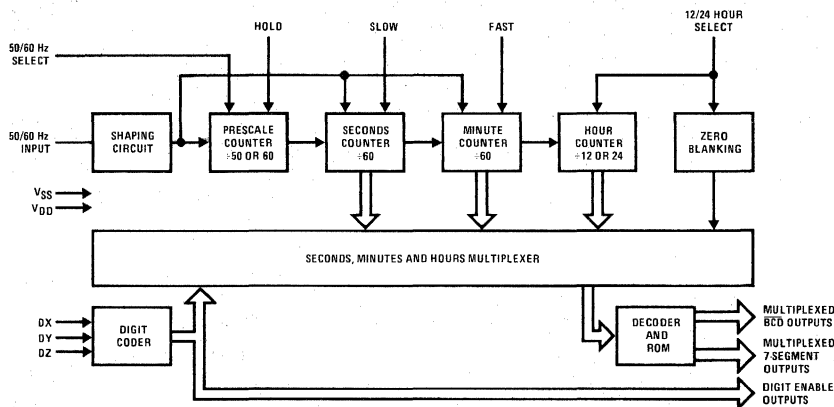 HOLD
SLOW
FAST
12/24 HOUR
SELECT
50/60 Hz
SELECT
50/60 Hz
INPUT
SHAPING
CIRCUIT
PRESCALE
COUNTER
÷50 OR 60
SECONDS
COUNTER
÷60
MINUTE
COUNTER
÷60
HOUR
COUNTER
÷12 OR 24
ZERO
BLANKING
VSS
VDD
SECONDS, MINUTES AND HOURS MULTIPLEXER
DX
DY
DZ
DIGIT
CODER
DECODER
AND
ROM
MULTIPLEXED
BCD OUTPUTS
MULTIPLEXED
7-SEGMENT
OUTPUTS
DIGIT ENABLE
OUTPUTS